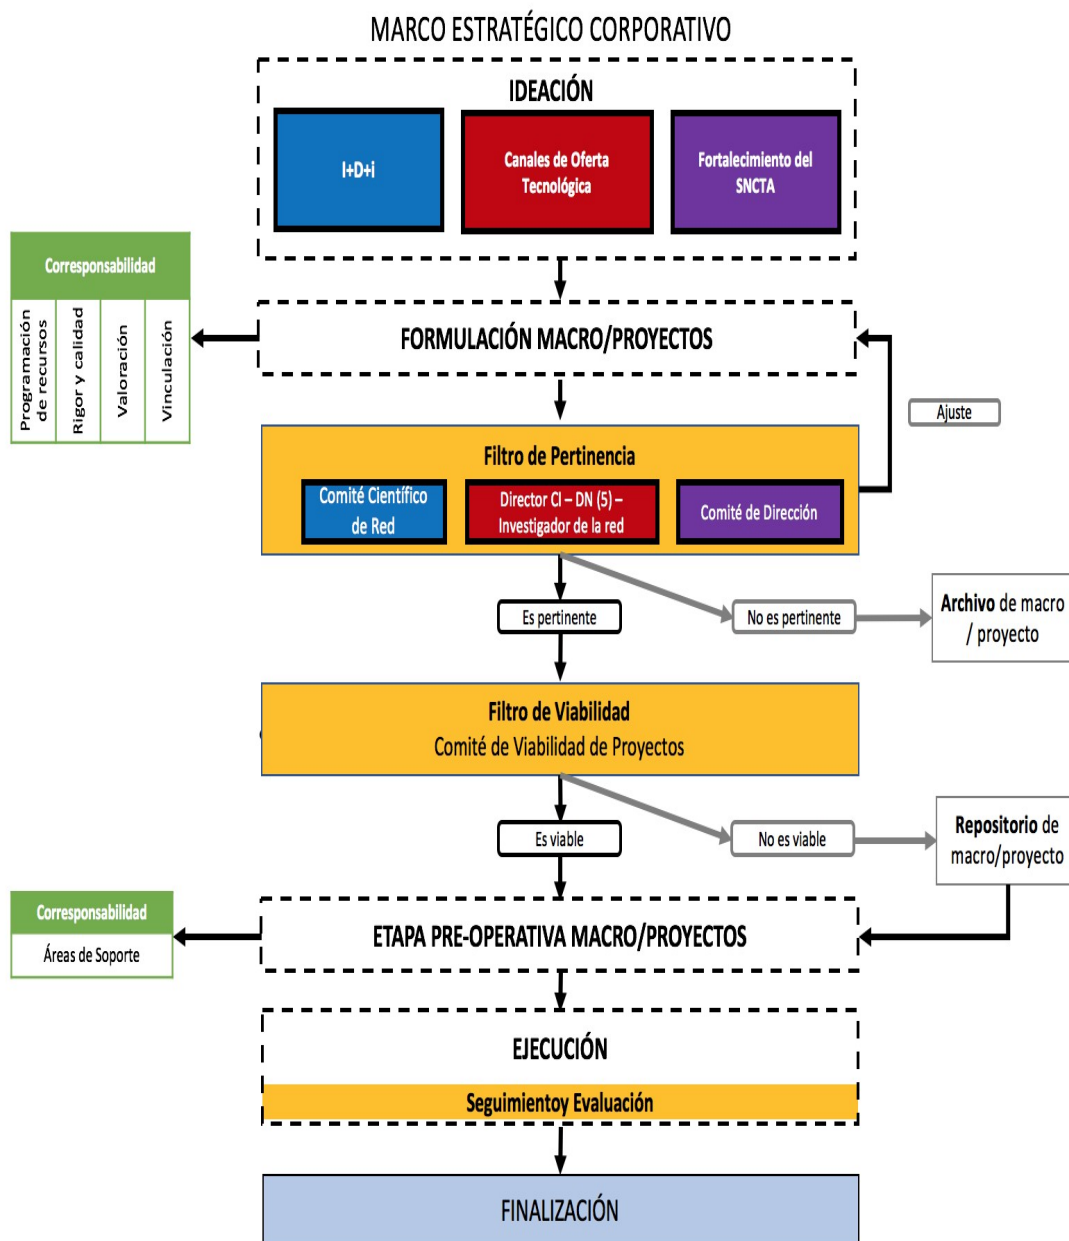 MARCO ESTRATÉGICO CORPORATIVO
IDEACIÓN
I+D+i
Canales de Oferta
Tecnológica
Fortalecimiento del
SNCTA
Corresponsabilidad
Programación
de recursos
Rigor y calidad
Valoración
Vinculación
FORMULACIÓN MACRO/PROYECTOS
Ajuste
Filtro de Pertinencia
Comité Científico
de Red
Director CI – DN (5) –
Investigador de la red
Comité de Dirección
Es pertinente
No es pertinente
Archivo de macro
/ proyecto
Filtro de Viabilidad
Comité de Viabilidad de Proyectos
Es viable
No es viable
Repositorio de
macro/proyecto
Corresponsabilidad
Áreas de Soporte
ETAPA PRE-OPERATIVA MACRO/PROYECTOS
EJECUCIÓN
Seguimientoy Evaluación
FINALIZACIÓN